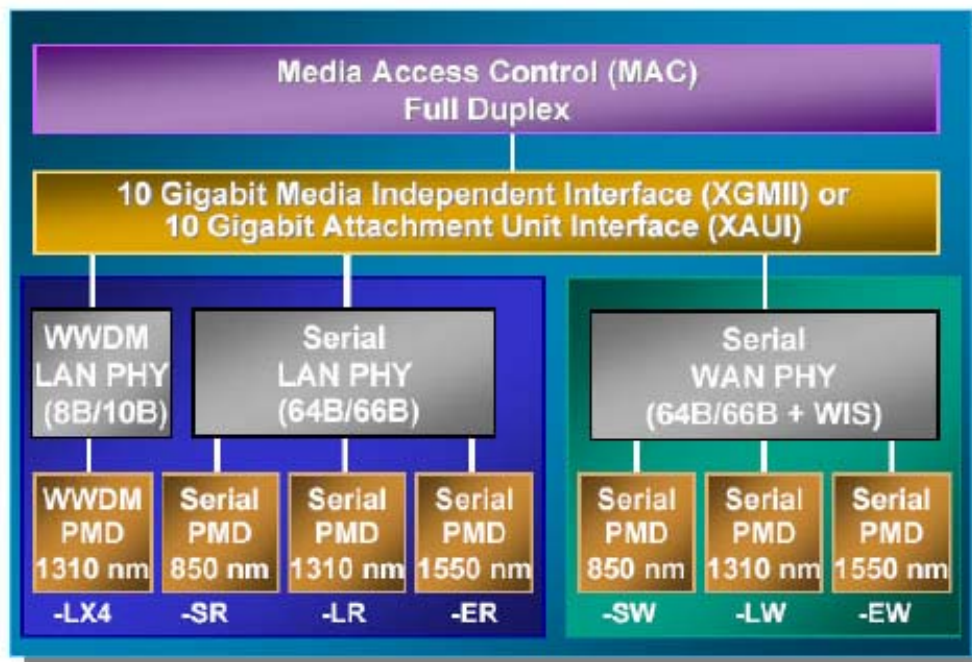 Media Access Control (MAC)
Full Duplex
10 Gigabit Media Independent Interface (XGMII) or
10 Gigabit Attachment Unit Interface (XAUI)
WWDM
LAN PHY
(8B/10B)
Serial
LAN PHY
(64B/66B)
Serial
WAN PHY
(64B/66B + WIS)
WWDM
PMD
1310 nm
Serial
PMD
850 nm
Serial
PMD
1310 nm
Serial
PMD
1550 nm
Serial
PMD
850 nm
Serial
PMD
1310 nm
Serial
PMD
1550 nm
-LX4
-SR
-LR
-ER
-SW
-LW
-EW